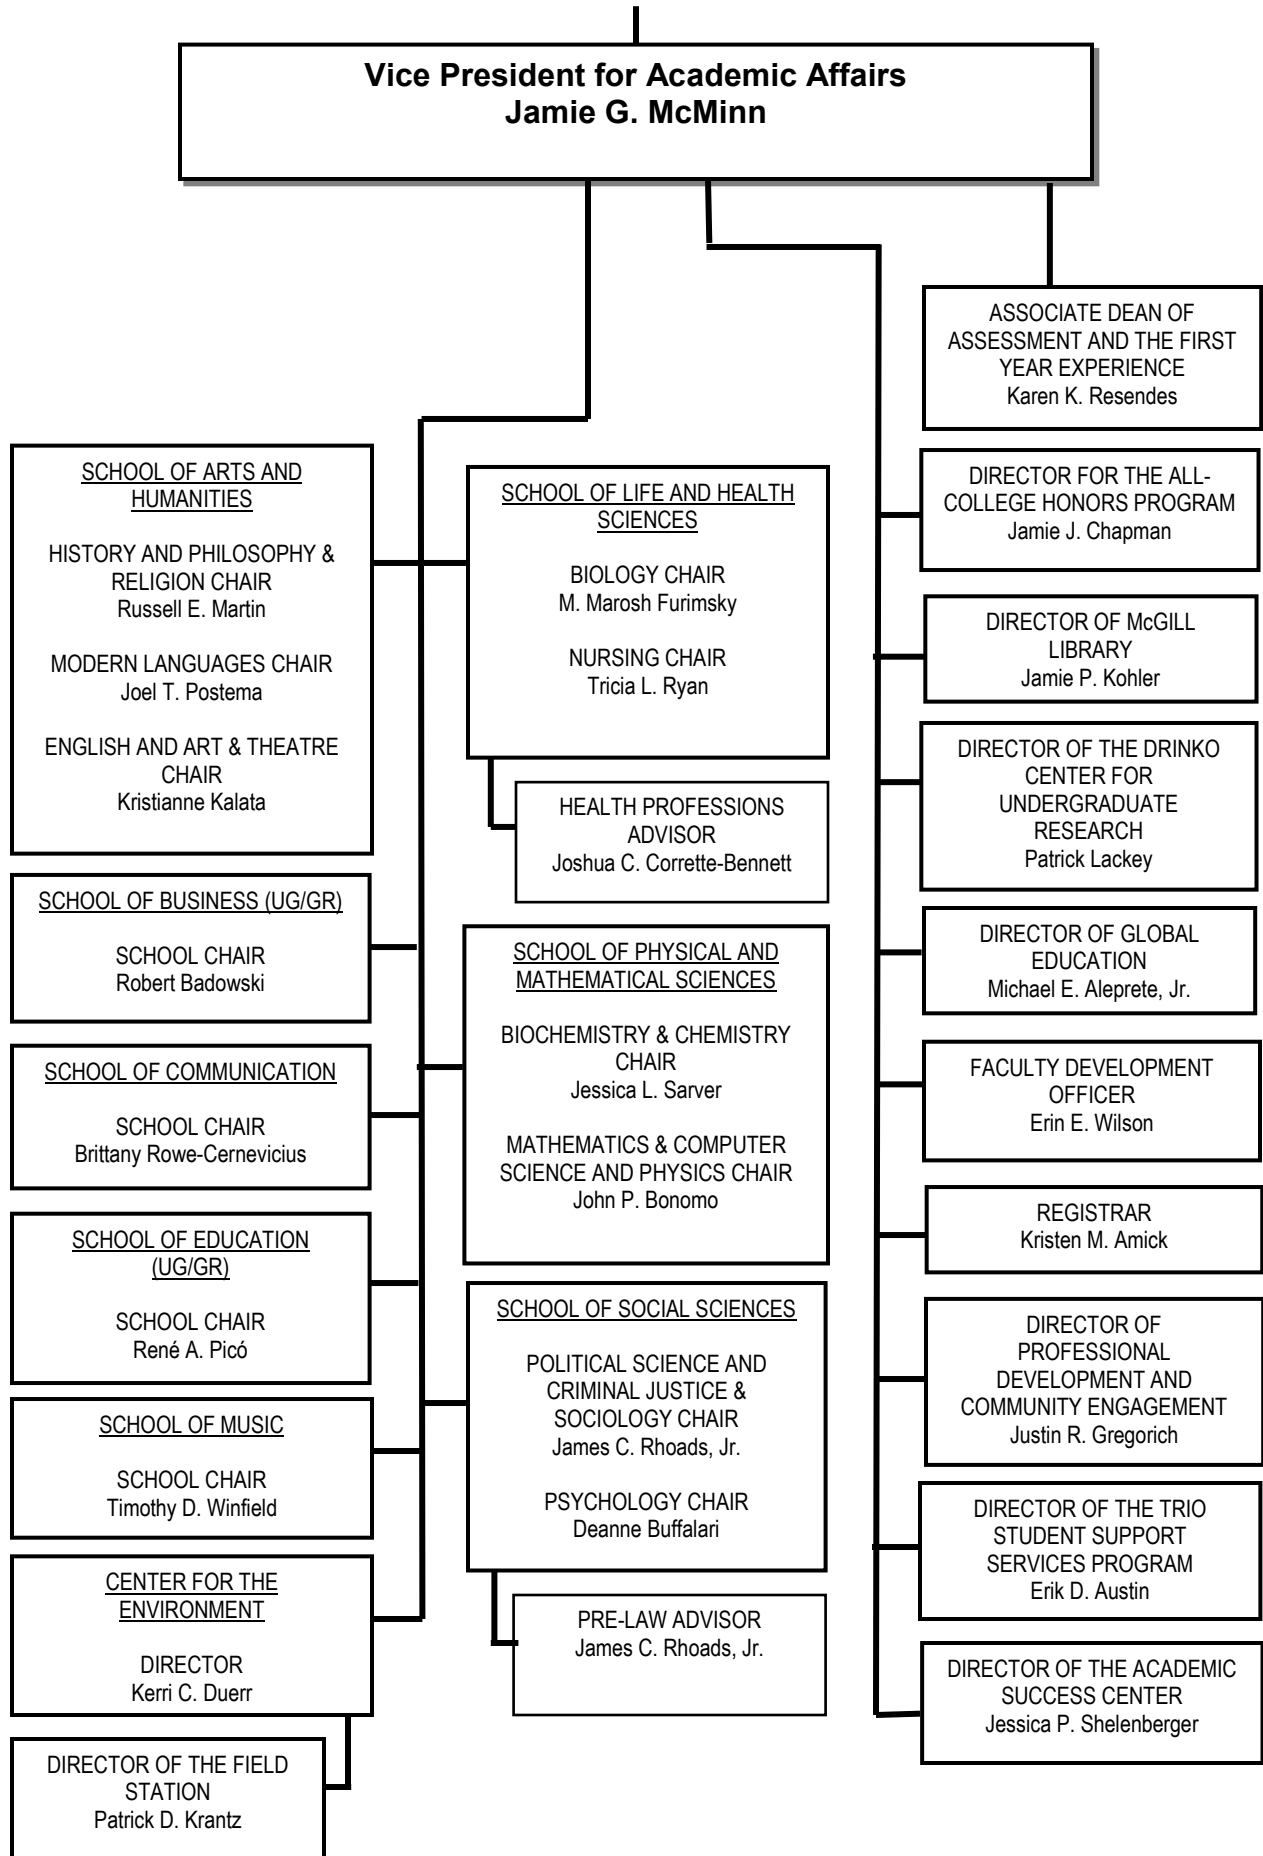 Vice President for Academic Affairs
Jamie G. McMinn
SCHOOL OF ARTS AND
HUMANITIES
HISTORY AND PHILOSOPHY &
RELIGION CHAIR
Russell E. Martin
MODERN LANGUAGES CHAIR
Joel T. Postema
ENGLISH AND ART & THEATRE
CHAIR
Kristianne Kalata
SCHOOL OF BUSINESS (UG/GR)
SCHOOL CHAIR
Robert Badowski
SCHOOL OF COMMUNICATION
SCHOOL CHAIR
Brittany Rowe-Cernevicius
SCHOOL OF EDUCATION
(UG/GR)
SCHOOL CHAIR
René A. Picó
SCHOOL OF MUSIC
SCHOOL CHAIR
Timothy D. Winfield
CENTER FOR THE
ENVIRONMENT
DIRECTOR
Kerri C. Duerr
DIRECTOR OF THE FIELD
STATION
Patrick D. Krantz
SCHOOL OF LIFE AND HEALTH
SCIENCES
BIOLOGY CHAIR
M. Marosh Furimsky
NURSING CHAIR
Tricia L. Ryan
HEALTH PROFESSIONS
ADVISOR
Joshua C. Corrette-Bennett
SCHOOL OF PHYSICAL AND
MATHEMATICAL SCIENCES
BIOCHEMISTRY & CHEMISTRY
CHAIR
Jessica L. Sarver
MATHEMATICS & COMPUTER
SCIENCE AND PHYSICS CHAIR
John P. Bonomo
SCHOOL OF SOCIAL SCIENCES
POLITICAL SCIENCE AND
CRIMINAL JUSTICE &
SOCIOLOGY CHAIR
James C. Rhoads, Jr.
PSYCHOLOGY CHAIR
Deanne Buffalari
PRE-LAW ADVISOR
James C. Rhoads, Jr.
ASSOCIATE DEAN OF
ASSESSMENT AND THE FIRST
YEAR EXPERIENCE
Karen K. Resendes
DIRECTOR FOR THE ALL-
COLLEGE HONORS PROGRAM
Jamie J. Chapman
DIRECTOR OF McGILL
LIBRARY
Jamie P. Kohler
DIRECTOR OF THE DRINKO
CENTER FOR
UNDERGRADUATE
RESEARCH
Patrick Lackey
DIRECTOR OF GLOBAL
EDUCATION
Michael E. Aleprete, Jr.
FACULTY DEVELOPMENT
OFFICER
Erin E. Wilson
REGISTRAR
Kristen M. Amick
DIRECTOR OF
PROFESSIONAL
DEVELOPMENT AND
COMMUNITY ENGAGEMENT
Justin R. Gregorich
DIRECTOR OF THE TRIO
STUDENT SUPPORT
SERVICES PROGRAM
Erik D. Austin
DIRECTOR OF THE ACADEMIC
SUCCESS CENTER
Jessica P. Shelenberger